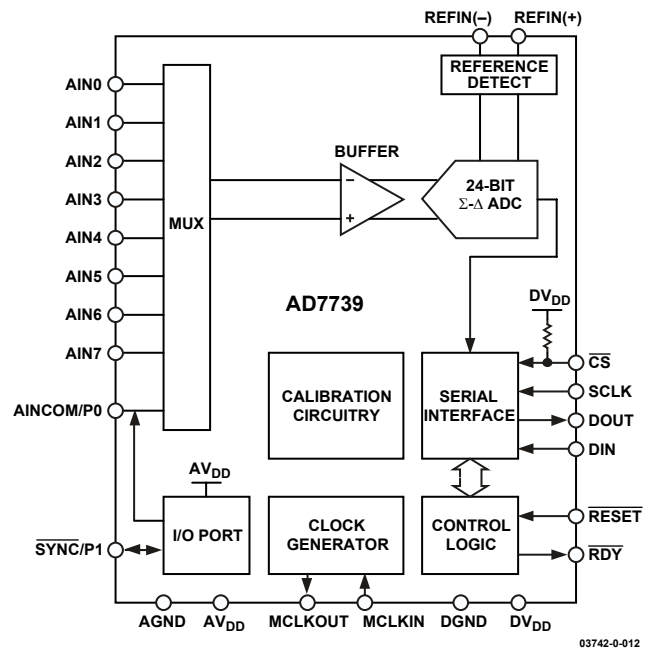 REFIN(–) REFIN(+)
REFERENCE
DETECT
AIN0
AIN1
AIN2
AIN3
AIN4
AIN5
AIN6
AIN7
AINCOM/P0
MUX
BUFFER
–
+
24-BIT
Σ-Δ ADC
AD7739
DVDD
CALIBRATION
CIRCUITRY
SERIAL
INTERFACE
CS
SCLK
DOUT
DIN
AVDD
I/O PORT
SYNC/P1
CLOCK
GENERATOR
CONTROL
LOGIC
RESET
RDY
AGND AVDD MCLKOUT MCLKIN DGND DVDD
03742-0-012